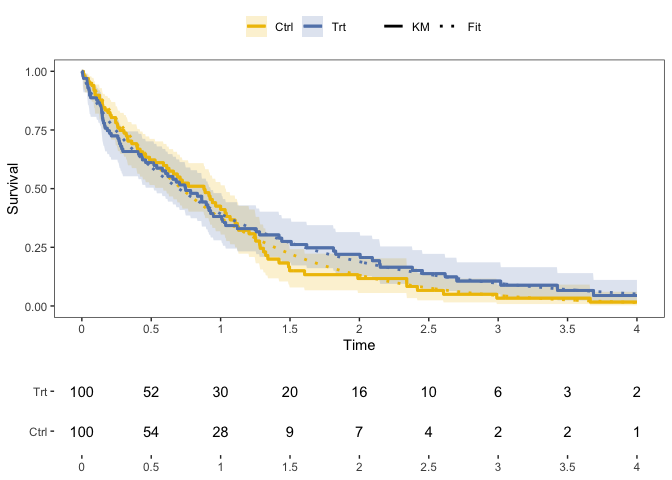 Ctrl Trt KM Fit
1.00
0.75
0.50
0.25
0.00
Survival
0 0.5 1 1.5 2 2.5 3 3.5 4
Time
Trt 100 52 30 20 16 10 6 3 2
Ctrl 100 54 28 9 7 4 2 2 1
0 0.5 1 1.5 2 2.5 3 3.5 4